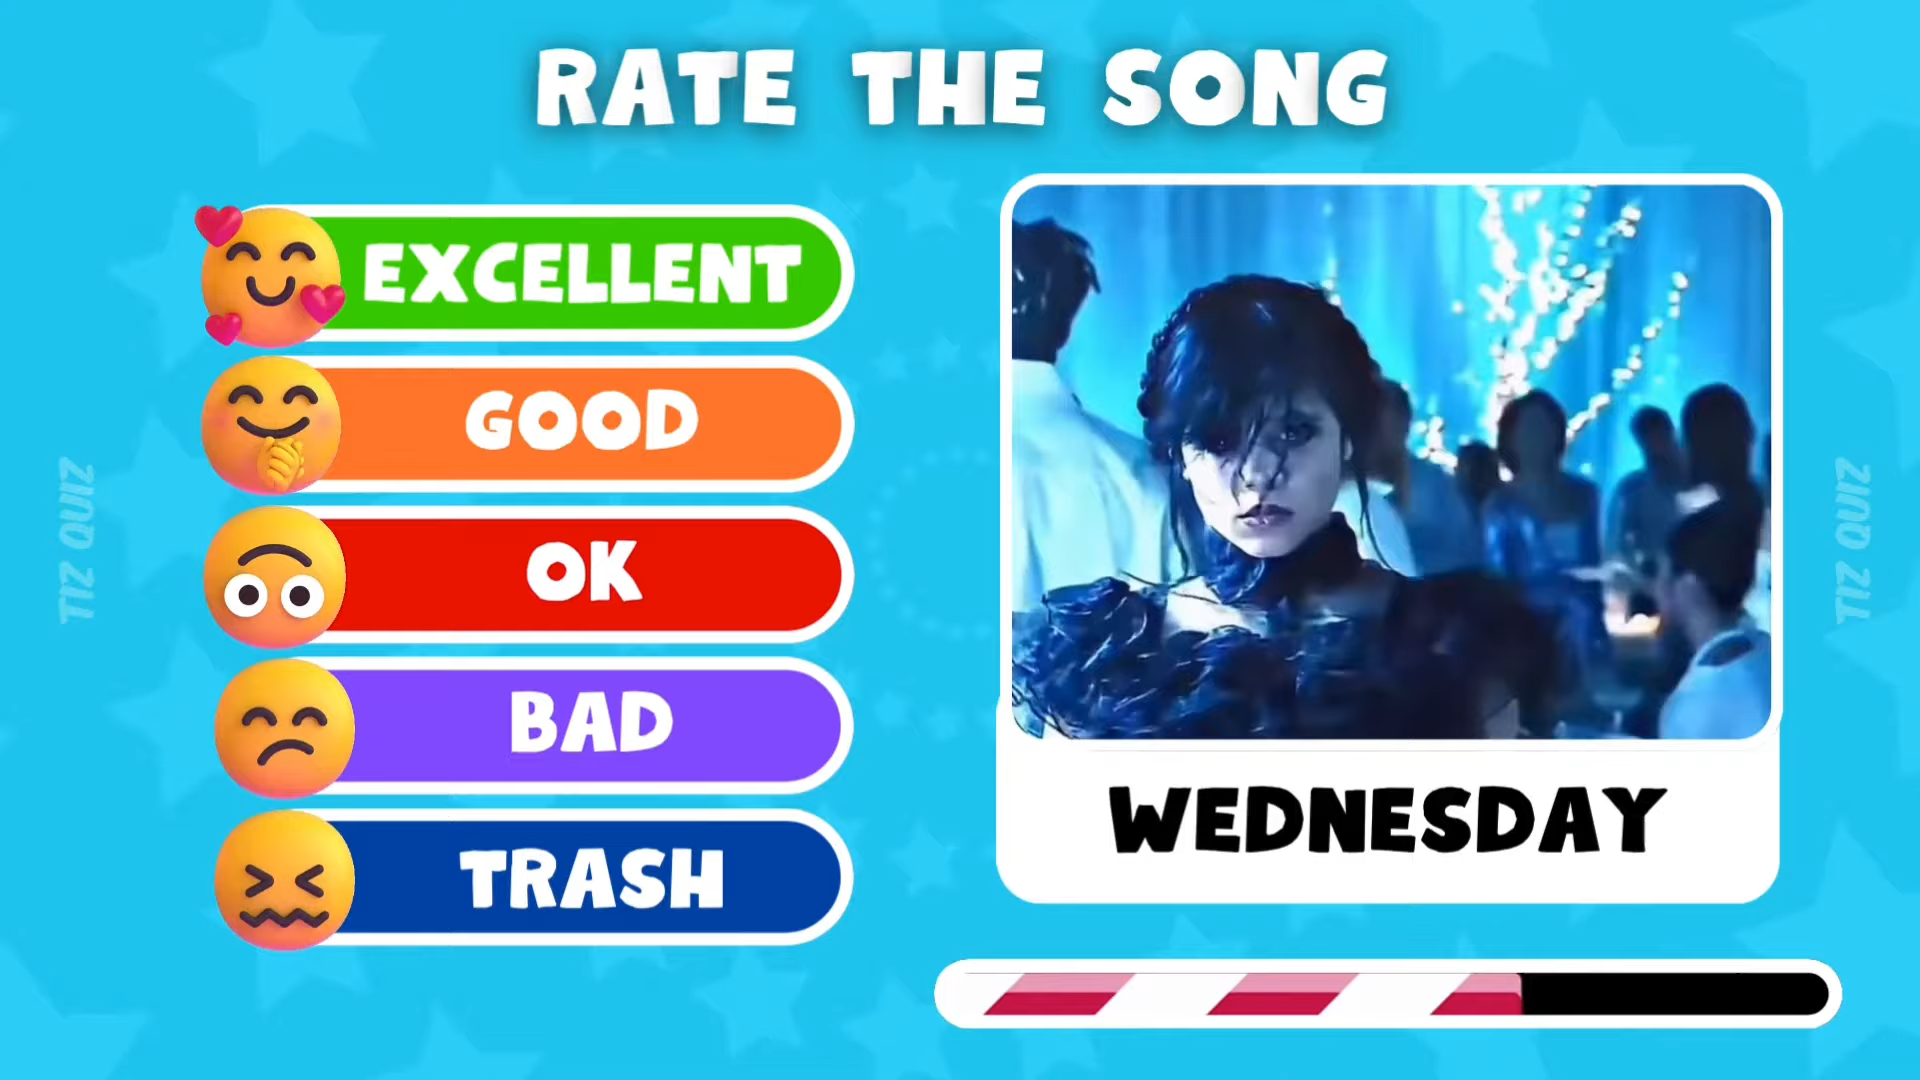 RATE THE SONG
EXCELLENT
GOOD
OK
BAD
TRASH
WEDNESDAY
TIZ QUIZ
TIZ QUIZ